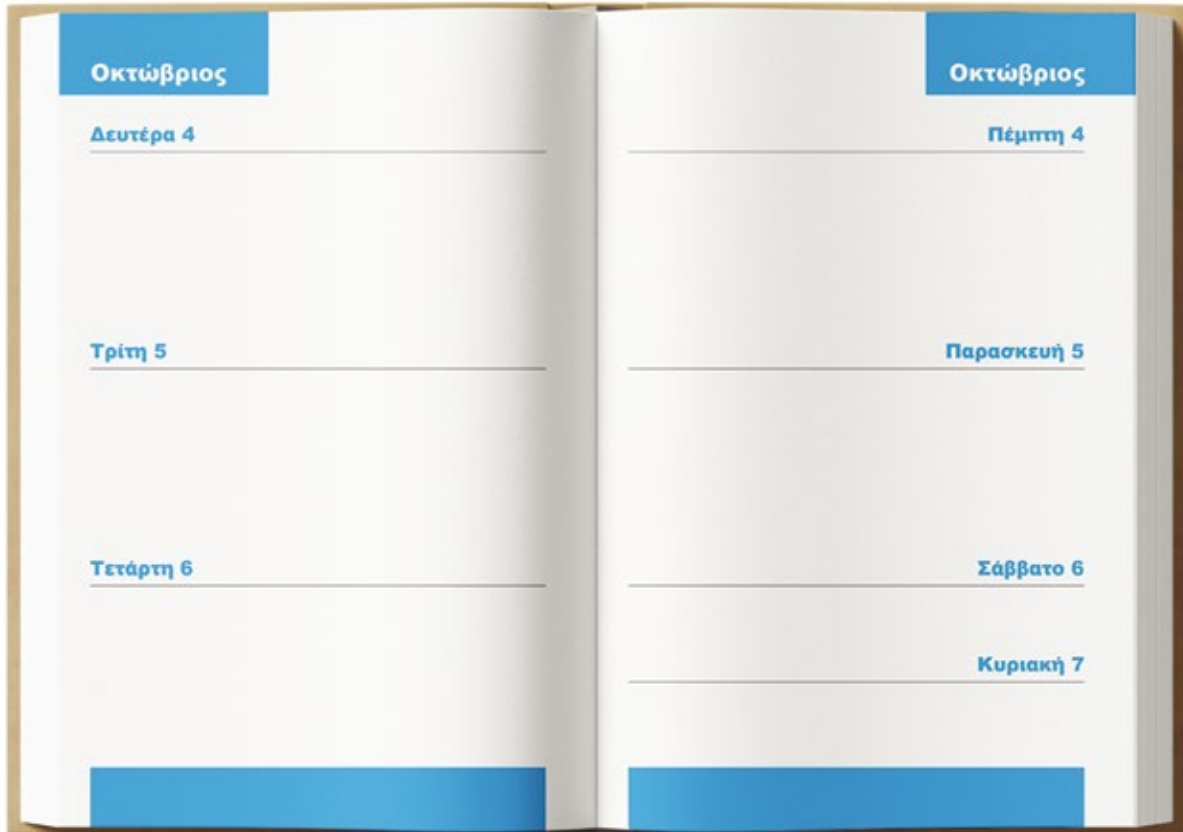 Οκτώβριος
Δευτέρα 4
Τρίτη 5
Τετάρτη 6
Οκτώβριος
Πέμπτη 4
Παρασκευή 5
Σάββατο 6
Κυριακή 7